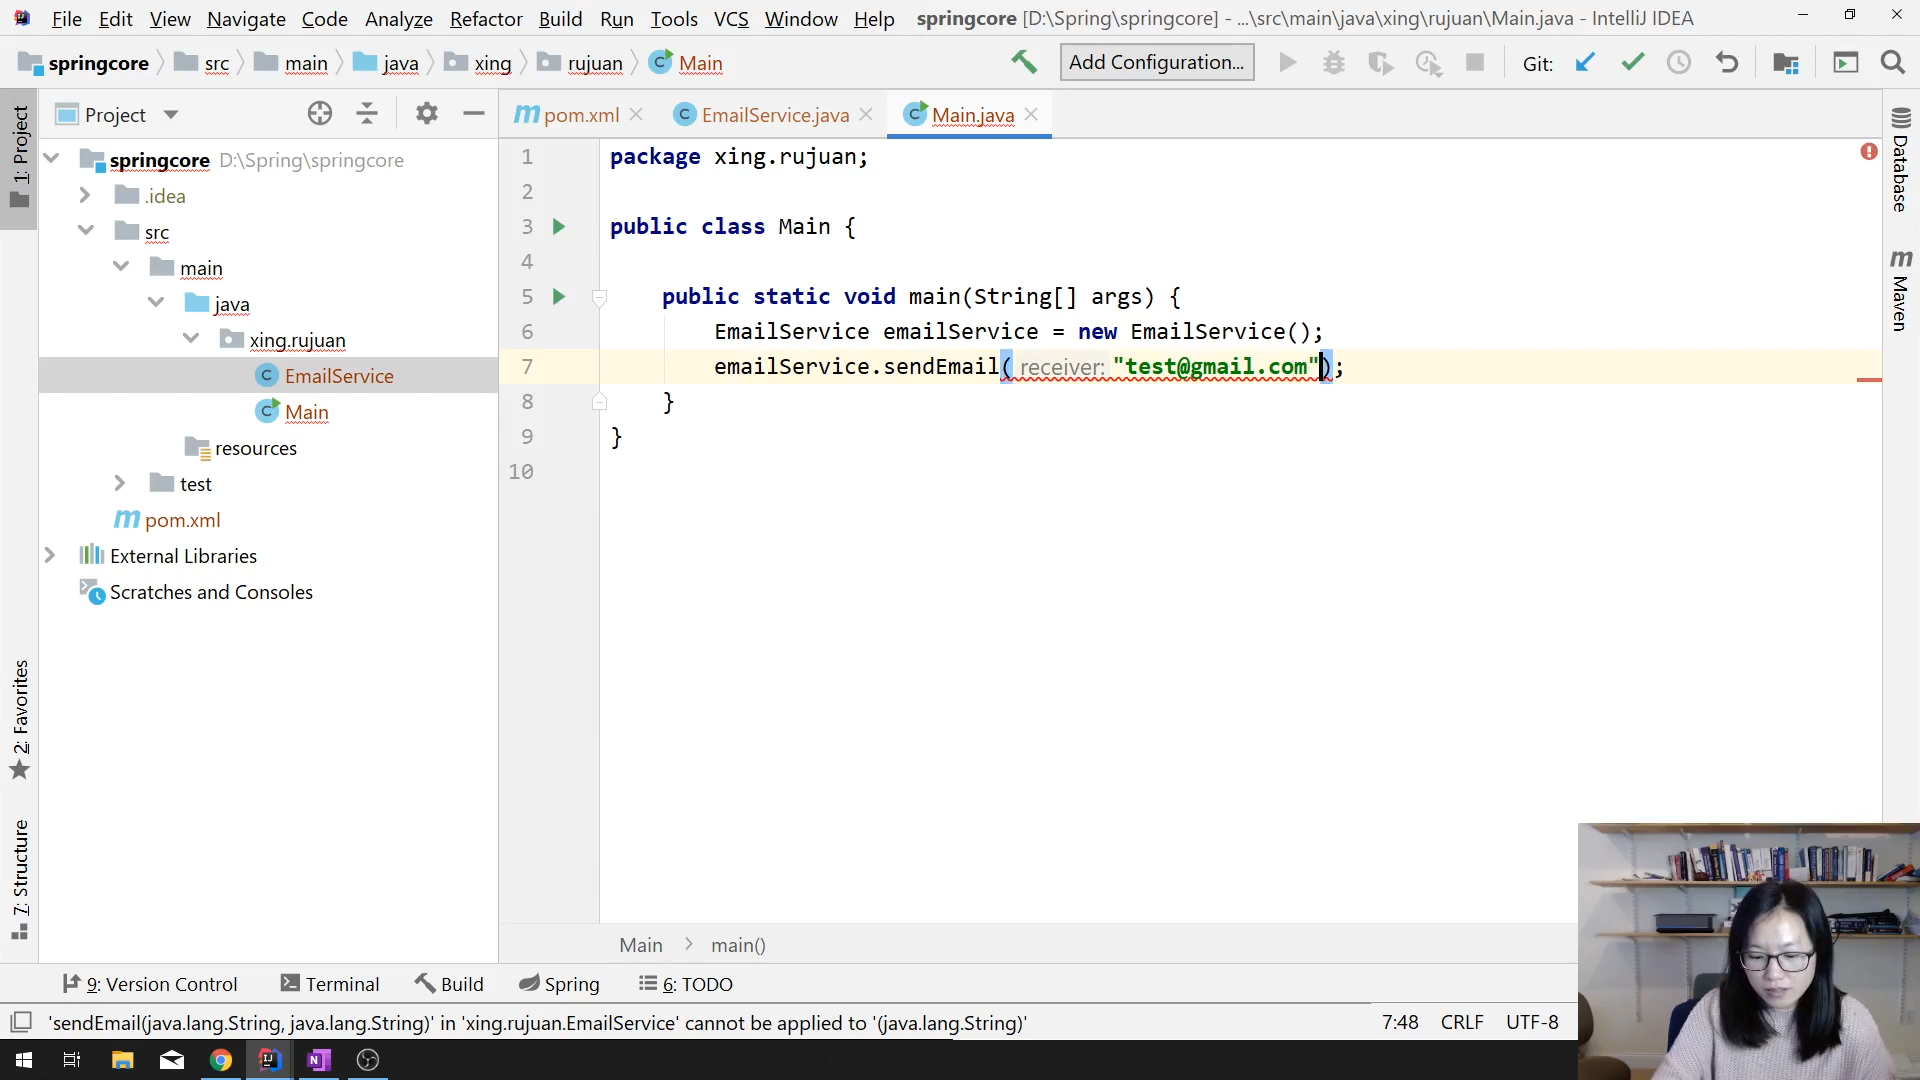 File Edit View Navigate Code Analyze Refactor Build Run Tools VCS Window Help springcore [D:\Spring\springcore] - ...\src\main\java\xing\rujuan\Main.java - IntelliJ IDEA
springcore src main java xing rujuan Main Add Configuration... Git:
1: Project
2: Favorites
7: Structure
Project
springcore D:\Spring\springcore
.idea
src
main
java
xing.rujuan
EmailService
Main
resources
test
pom.xml
External Libraries
Scratches and Consoles
pom.xml EmailService.java Main.java
1 package xing.rujuan;
2
3 public class Main {
4
5 public static void main(String[] args) {
6 EmailService emailService = new EmailService();
7 emailService.sendEmail( receiver: "test@gmail.com");
8 }
9 }
10
Main main()
Database
Maven
9: Version Control Terminal Build Spring 6: TODO
'sendEmail(java.lang.String, java.lang.String)' in 'xing.rujuan.EmailService' cannot be applied to '(java.lang.String)' 7:48 CRLF UTF-8